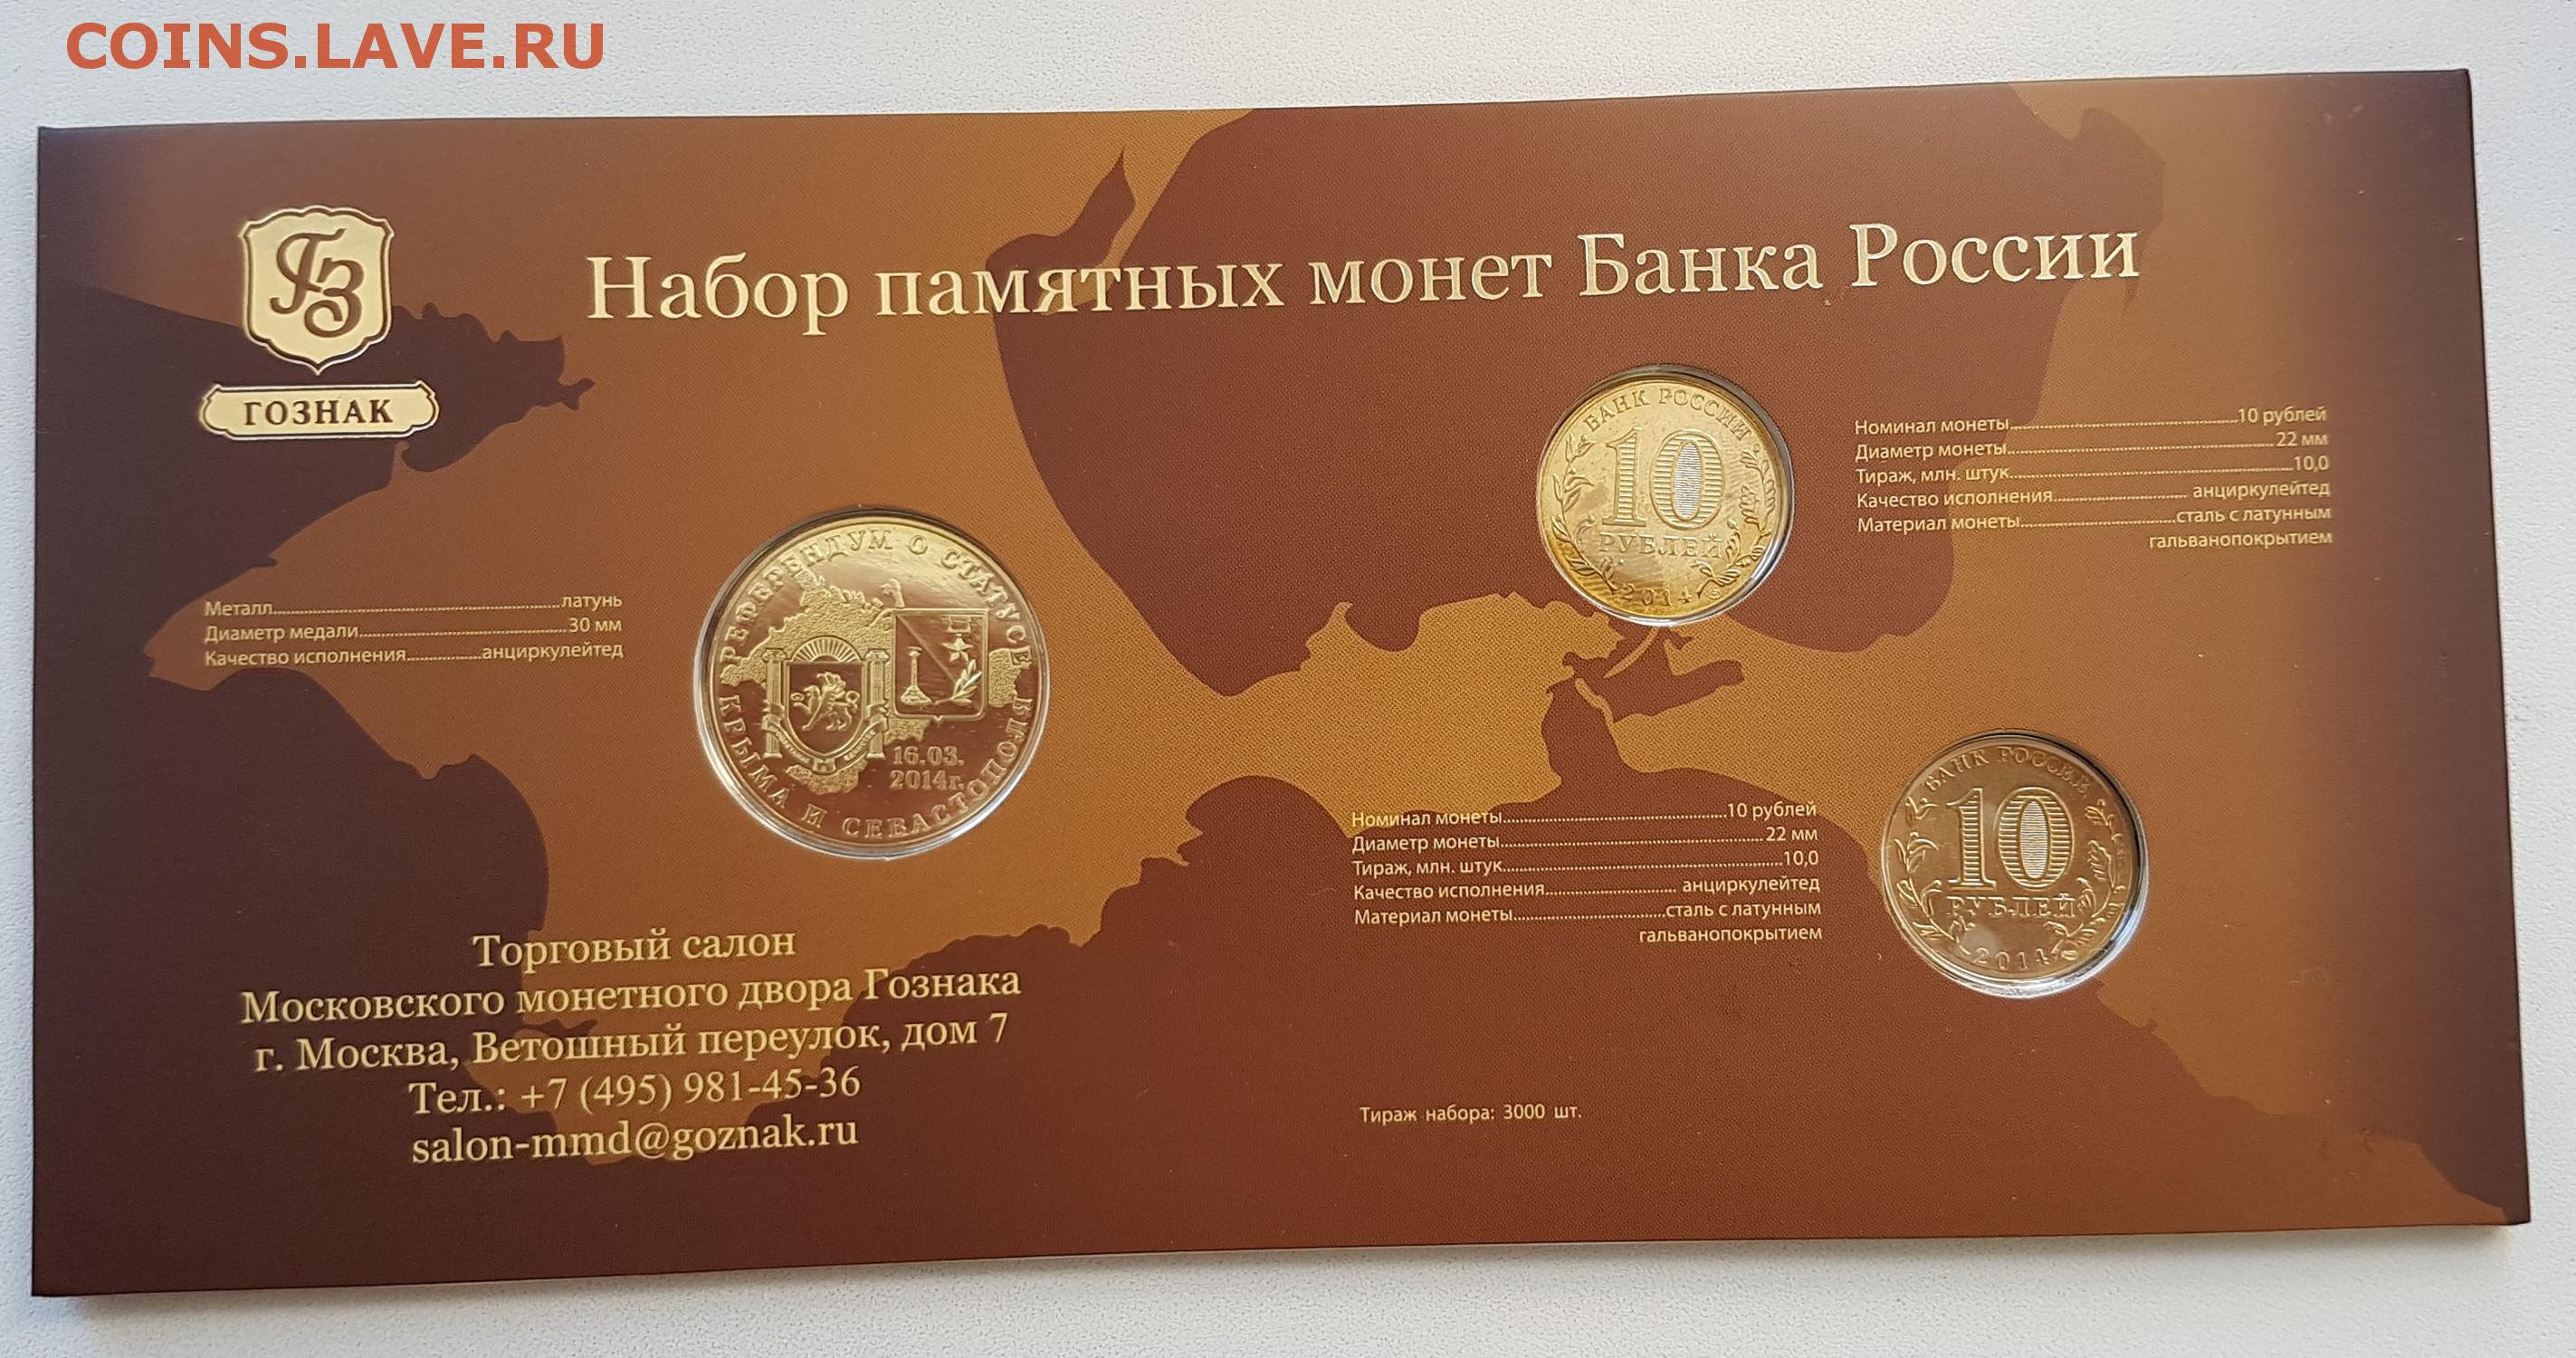 COINS.LAVE.RU
ГЗ
ГОЗНАК
Набор памятных монет Банка России
Металл латунь
Диаметр медали 30 мм
Качество исполнения анциркулейтед
РЕФЕРЕНДУМ О СТАТУСЕ
КРЫМА И СЕВАСТОПОЛЯ
16.03.
2014г.
БАНК РОССИИ
10
РУБЛЕЙ
2014
Номинал монеты 10 рублей
Диаметр монеты 22 мм
Тираж, млн. штук 10,0
Качество исполнения анциркулейтед
Материал монеты сталь с латунным
гальванопокрытием
Номинал монеты 10 рублей
Диаметр монеты 22 мм
Тираж, млн. штук 10,0
Качество исполнения анциркулейтед
Материал монеты сталь с латунным
гальванопокрытием
БАНК РОССИИ
10
РУБЛЕЙ
2014
Торговый салон
Московского монетного двора Гознака
г. Москва, Ветошный переулок, дом 7
Тел.: +7 (495) 981-45-36
salon-mmd@goznak.ru
Тираж набора: 3000 шт.